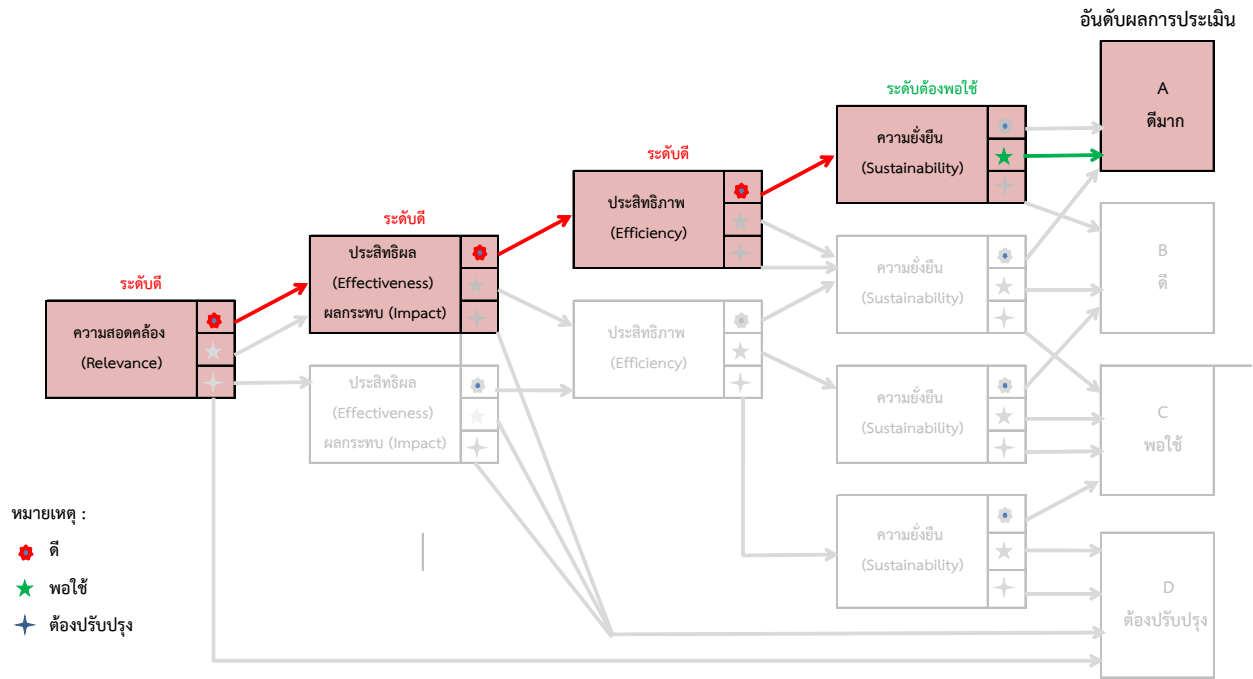 อันดับผลการประเมิน
ระดับต้องพอใช้
A
ดีมาก
ความยั่งยืน
(Sustainability)
ระดับดี
ประสิทธิภาพ
(Efficiency)
ระดับดี
ประสิทธิผล
(Effectiveness)
ผลกระทบ (Impact)
ระดับดี
ความสอดคล้อง
(Relevance)
ความยั่งยืน
(Sustainability)
B
ดี
ประสิทธิภาพ
(Efficiency)
ประสิทธิผล
(Effectiveness)
ผลกระทบ (Impact)
ความยั่งยืน
(Sustainability)
C
พอใช้
ความยั่งยืน
(Sustainability)
D
ต้องปรับปรุง
หมายเหตุ :
ดี
พอใช้
ต้องปรับปรุง